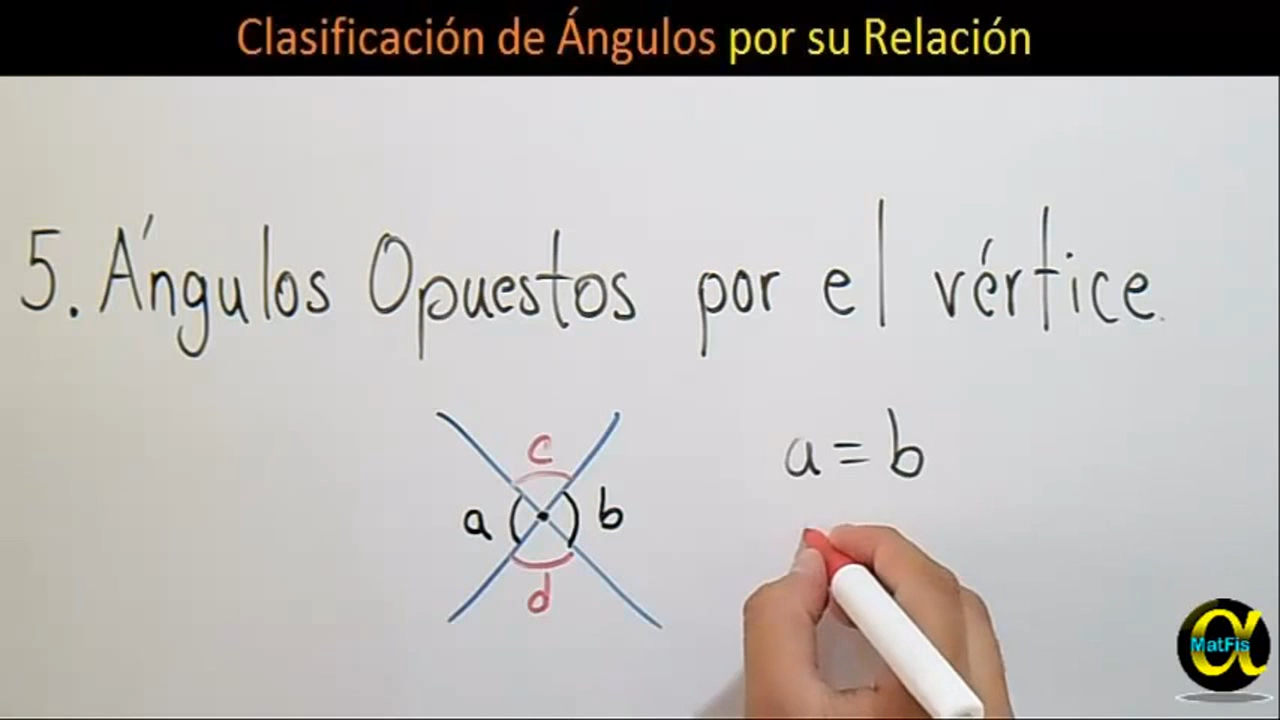 Clasificación de Ángulos por su Relación
5. Ángulos Opuestos por el vértice.
c
a b
d
a = b
MatFis